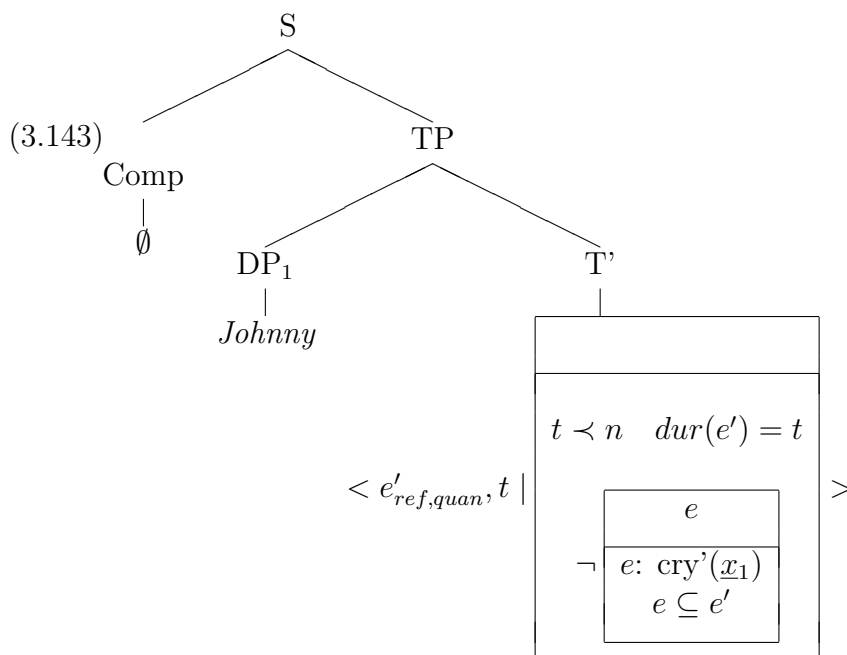 S
(3.143)
TP
Comp
∅
DP₁
T’
Johnny
t ≺ n dur(e′) = t
< e′ref,quan, t | >
e
¬ e: cry’(x₁)
e ⊆ e′